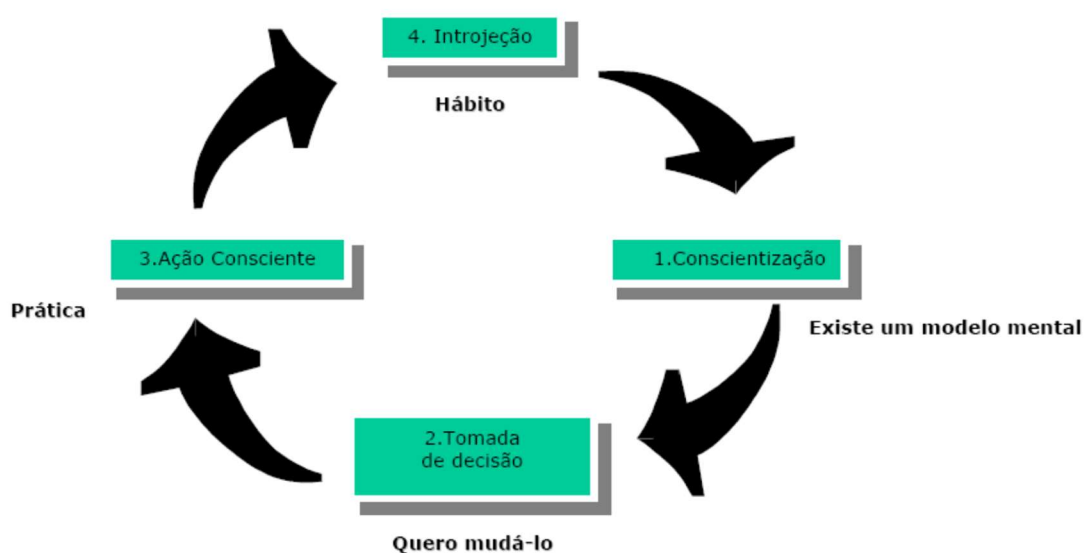 4. Introjeção
Hábito
3.Ação Consciente
1.Conscientização
Prática
Existe um modelo mental
2.Tomada
de decisão
Quero mudá-lo